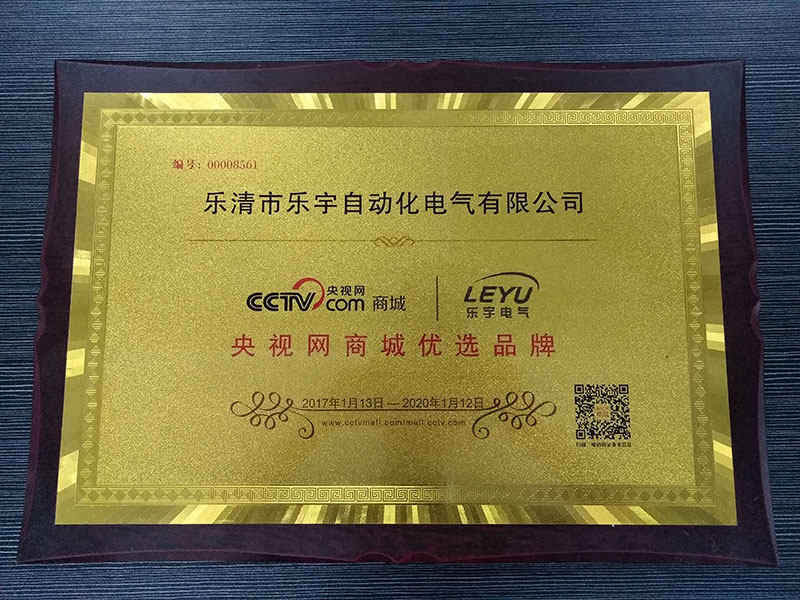 编号：00008561
乐清市乐宇自动化电气有限公司
CCTV.com 央视网 商城
LEYU
乐宇电气
央视网商城优选品牌
2017年1月13日 — 2020年1月12日
www.cctvmall.com/mall.cctv.com